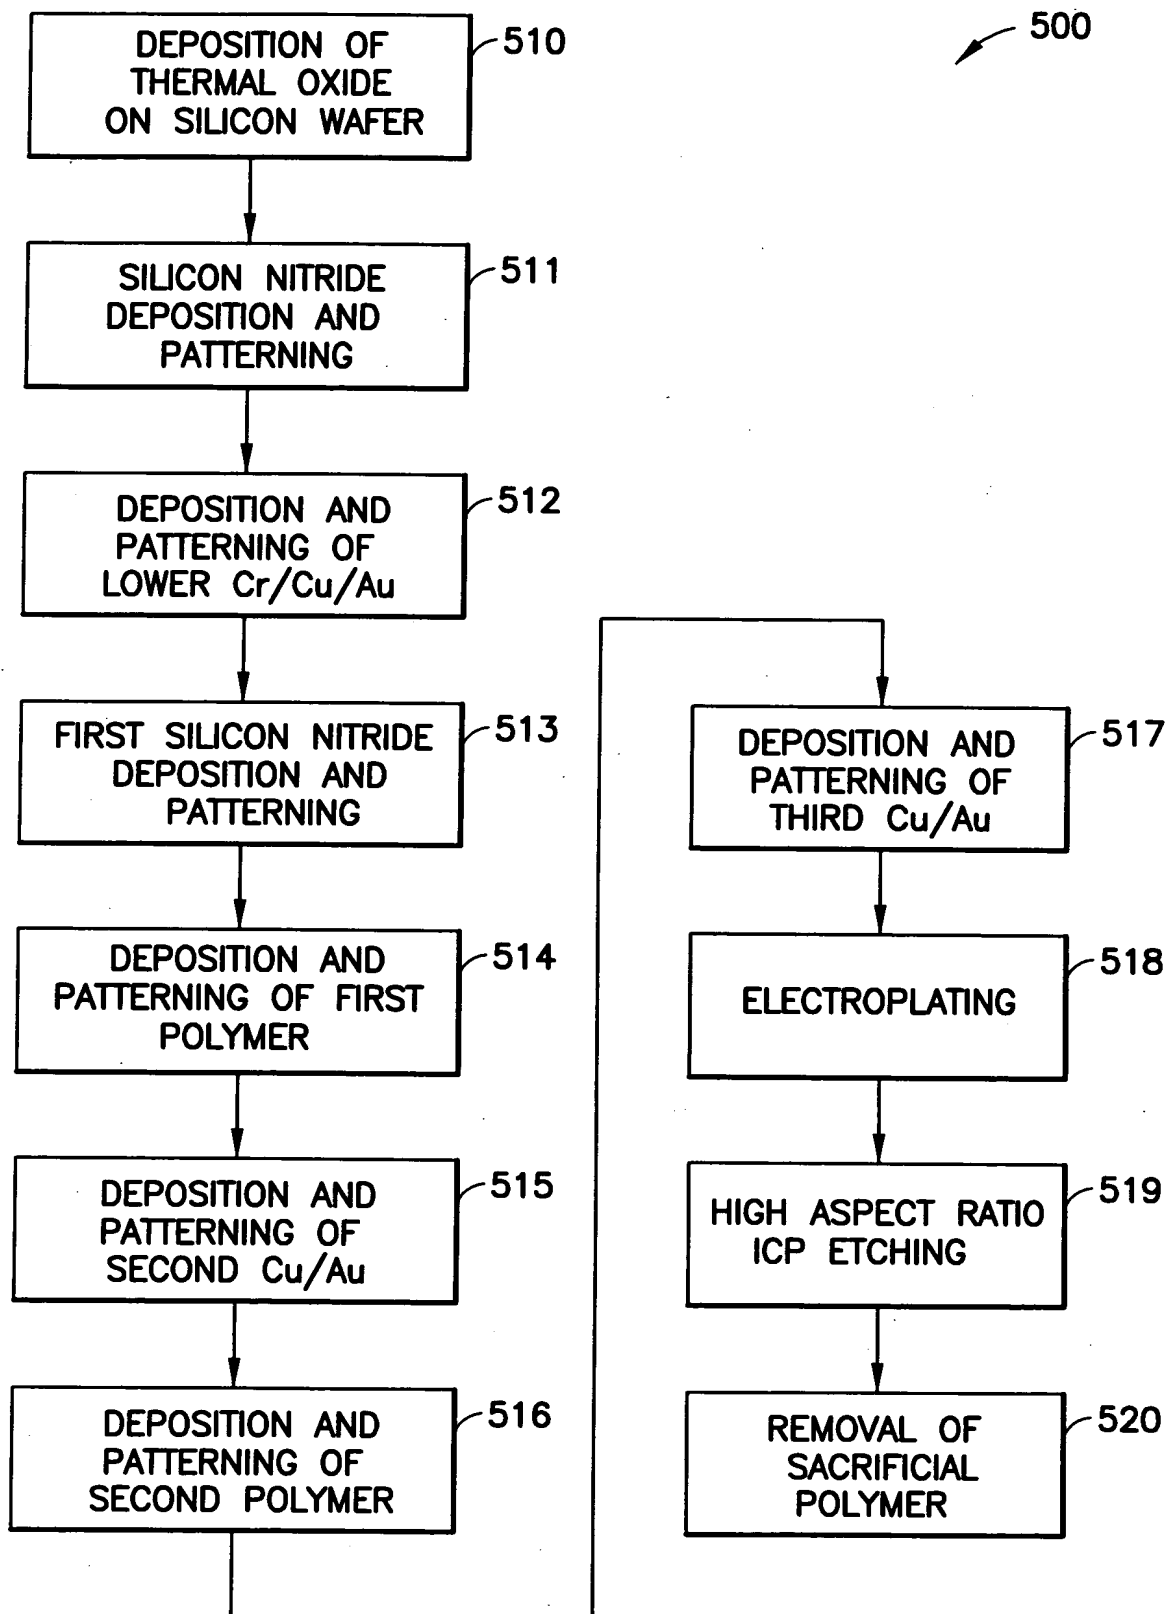 500
DEPOSITION OF
THERMAL OXIDE
ON SILICON WAFER
510
SILICON NITRIDE
DEPOSITION AND
PATTERNING
511
DEPOSITION AND
PATTERNING OF
LOWER Cr/Cu/Au
512
FIRST SILICON NITRIDE
DEPOSITION AND
PATTERNING
513
DEPOSITION AND
PATTERNING OF FIRST
POLYMER
514
DEPOSITION AND
PATTERNING OF
SECOND Cu/Au
515
DEPOSITION AND
PATTERNING OF
SECOND POLYMER
516
DEPOSITION AND
PATTERNING OF
THIRD Cu/Au
517
ELECTROPLATING
518
HIGH ASPECT RATIO
ICP ETCHING
519
REMOVAL OF
SACRIFICIAL
POLYMER
520